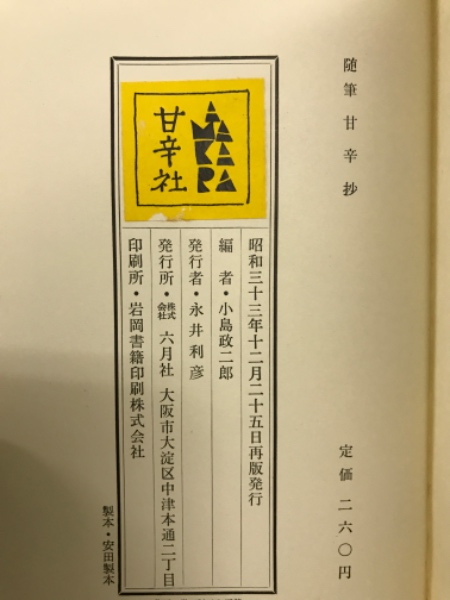 随筆甘辛抄
定価 二六〇円
AMAKARA
甘辛社
昭和三十三年十二月二十五日再版発行
編者・小島政二郎
発行者・永井利彦
発行所・株式会社 六月社 大阪市大淀区中津本通二丁目
印刷所・岩岡書籍印刷株式会社
製本・安田製本